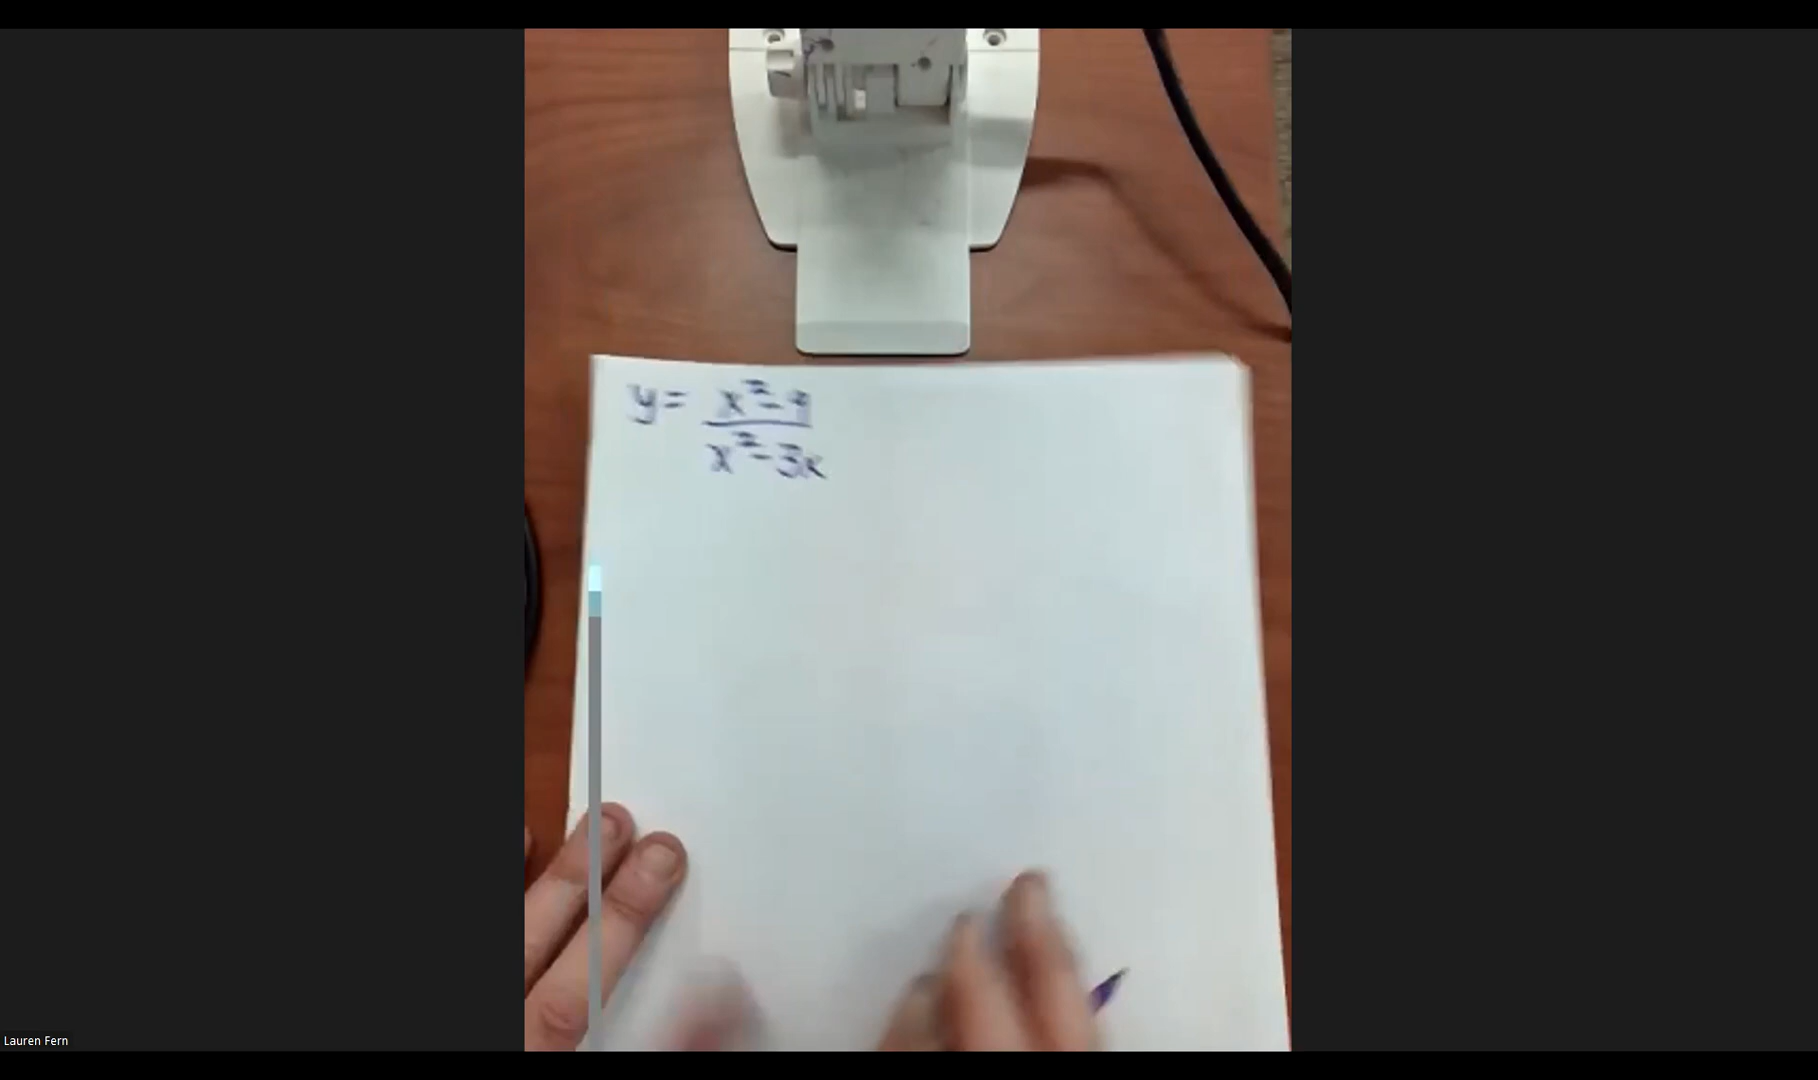 y = x²-9
x²-3x
Lauren Fern